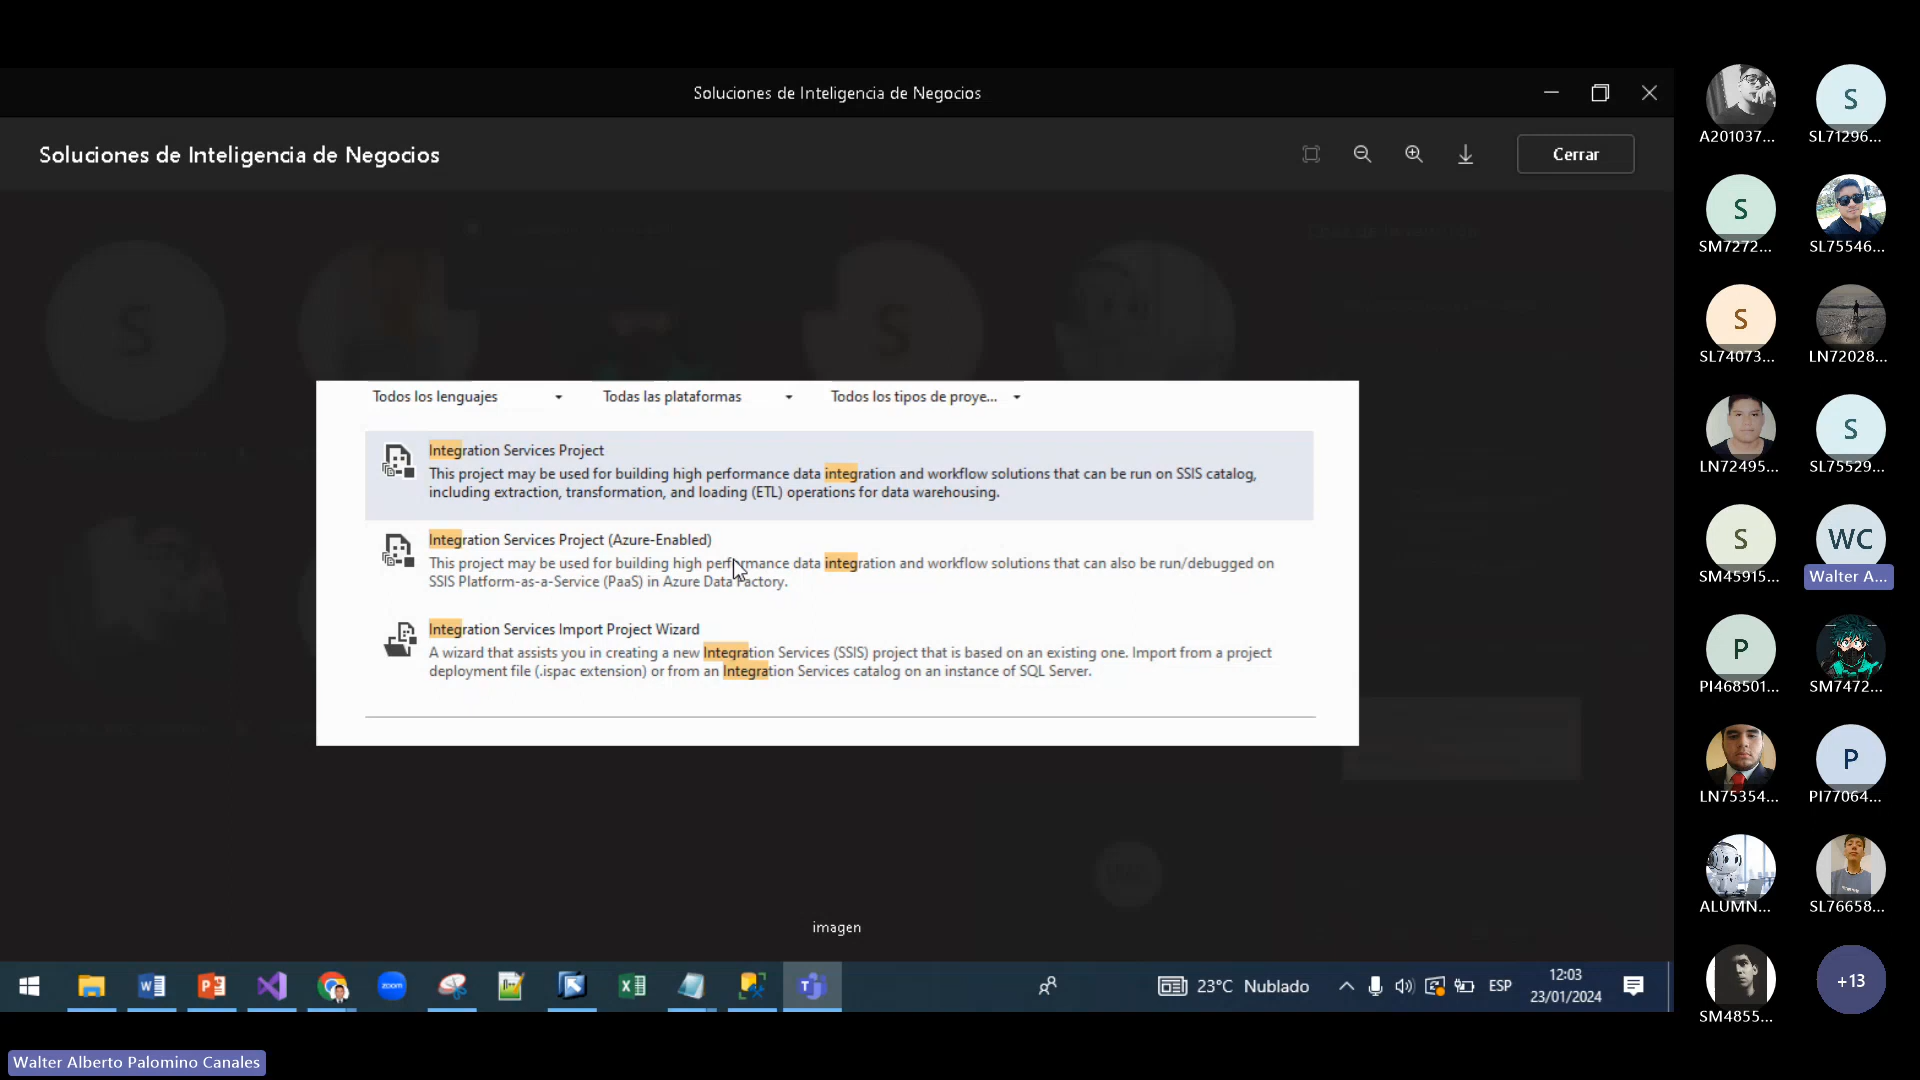 Soluciones de Inteligencia de Negocios
Soluciones de Inteligencia de Negocios
Cerrar
Todos los lenguajes
Todas las plataformas
Todos los tipos de proye...
Integration Services Project
This project may be used for building high performance data integration and workflow solutions that can be run on SSIS catalog,
including extraction, transformation, and loading (ETL) operations for data warehousing.
Integration Services Project (Azure-Enabled)
This project may be used for building high performance data integration and workflow solutions that can also be run/debugged on
SSIS Platform-as-a-Service (PaaS) in Azure Data Factory.
Integration Services Import Project Wizard
A wizard that assists you in creating a new Integration Services (SSIS) project that is based on an existing one. Import from a project
deployment file (.ispac extension) or from an Integration Services catalog on an instance of SQL Server.
imagen
zoom
23°C Nublado
ESP
12:03
23/01/2024
Walter Alberto Palomino Canales
A201037...
S
SL71296...
S
SM7272...
SL75546...
S
SL74073...
LN72028...
LN72495...
S
SL75529...
S
SM45915...
WC
Walter A...
P
PI468501...
SM7472...
LN75354...
P
PI77064...
ALUMN...
SL76658...
SM4855...
+13